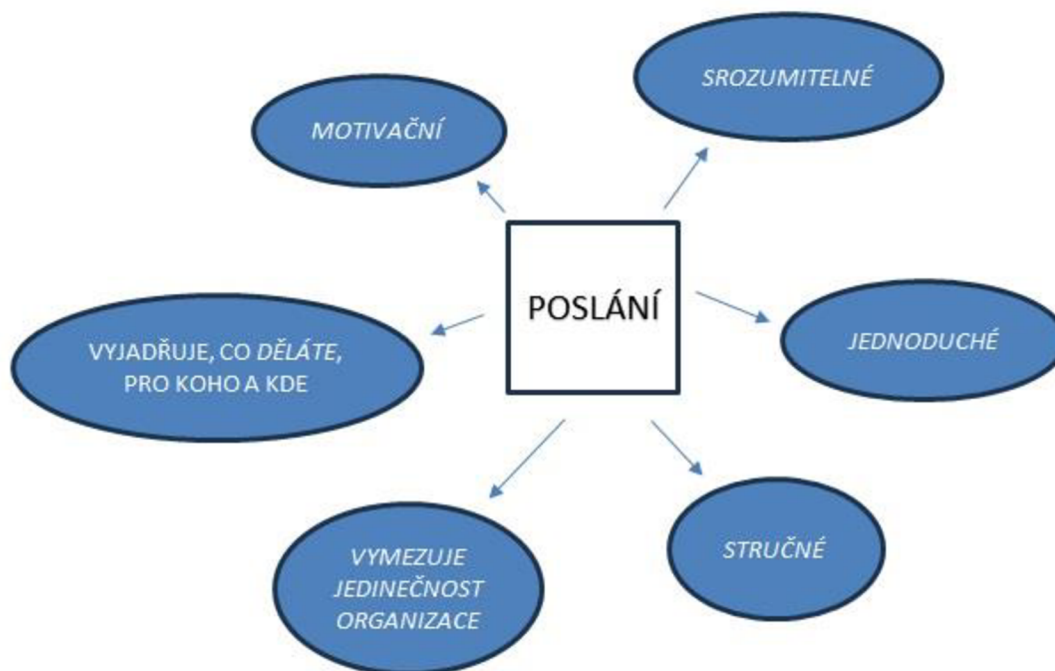 SROZUMITELNÉ
MOTIVAČNÍ
POSLÁNÍ
JEDNODUCHÉ
VYJADŘUJE, CO DĚLÁTE,
PRO KOHO A KDE
VYMEZUJE
JEDINEČNOST
ORGANIZACE
STRUČNÉ